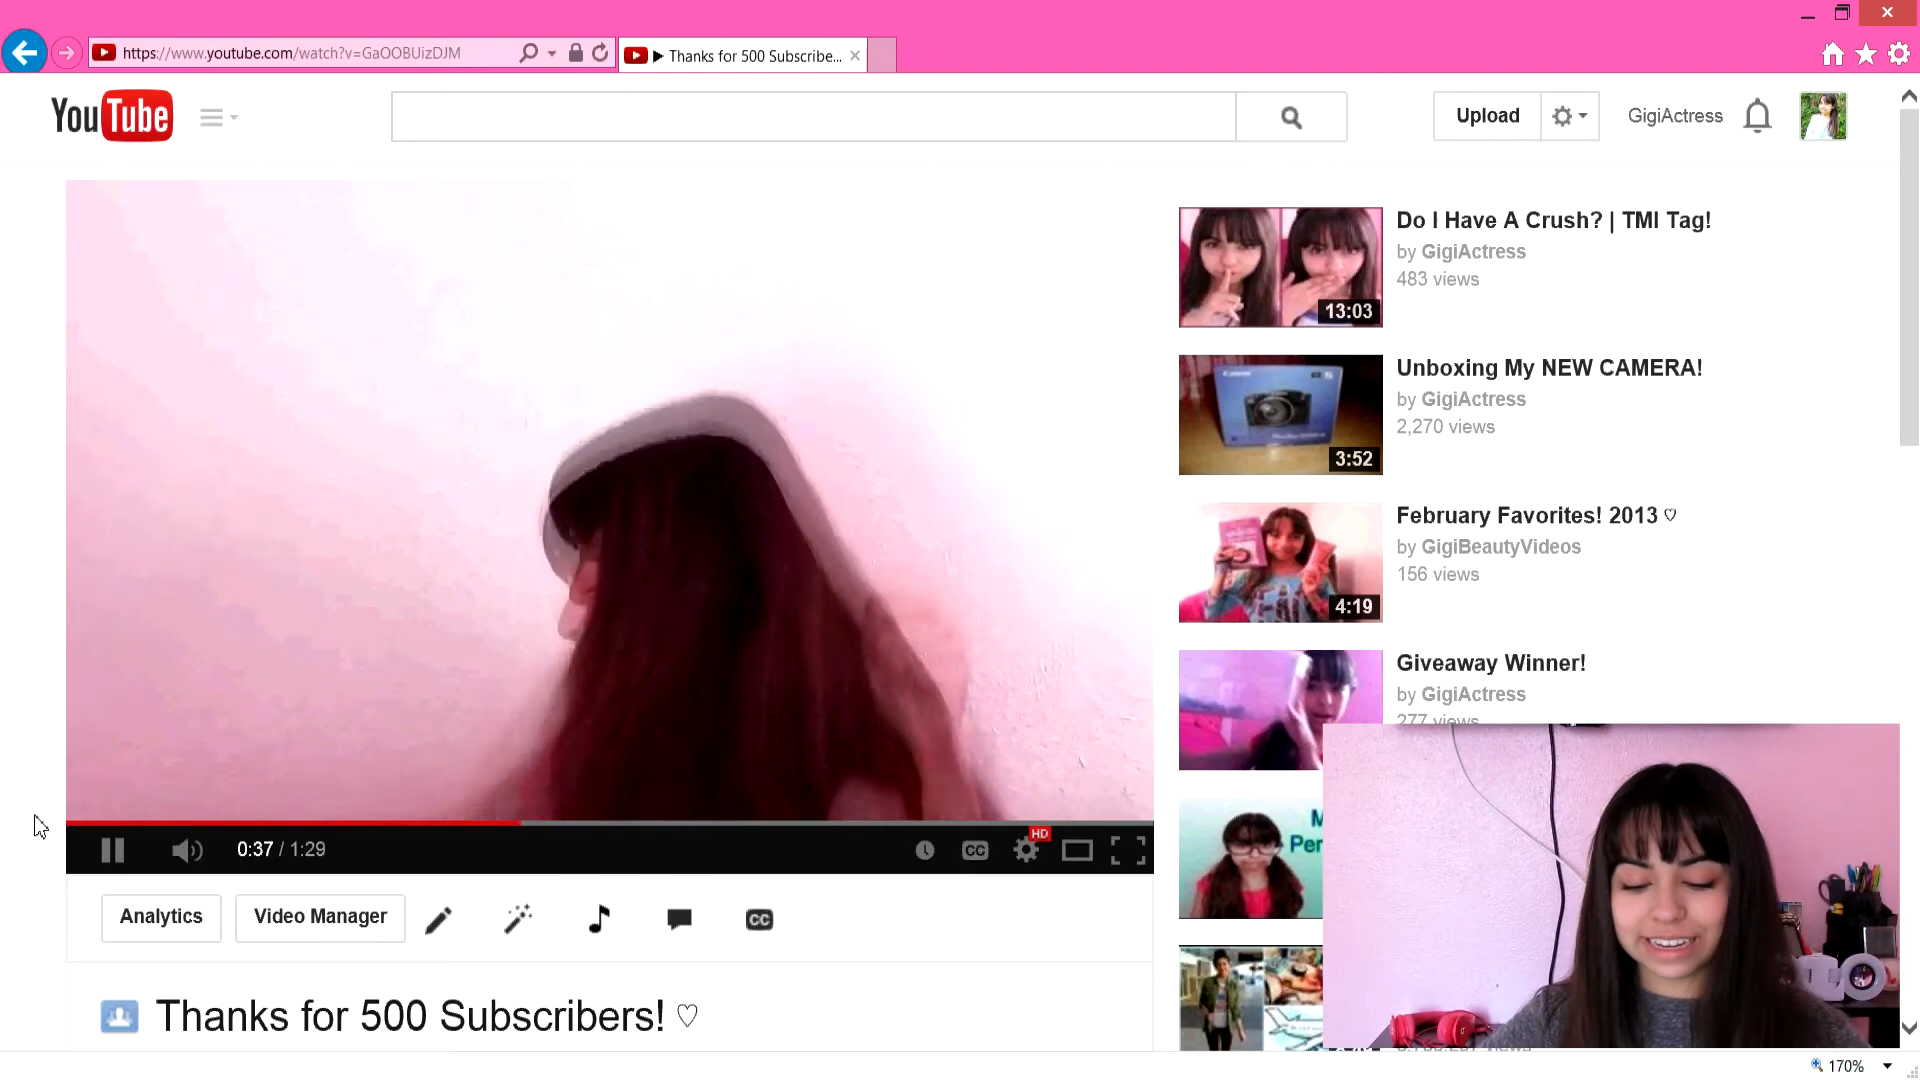 https://www.youtube.com/watch?v=GaOOBUizDJM
▶ Thanks for 500 Subscribe...
YouTube
Upload
GigiActress
Do I Have A Crush? | TMI Tag!
by GigiActress
483 views
13:03
Unboxing My NEW CAMERA!
by GigiActress
2,270 views
3:52
February Favorites! 2013 ♡
by GigiBeautyVideos
156 views
4:19
Giveaway Winner!
by GigiActress
277 views
HD
0:37 / 1:29
CC
Analytics
Video Manager
CC
Thanks for 500 Subscribers! ♡
170%